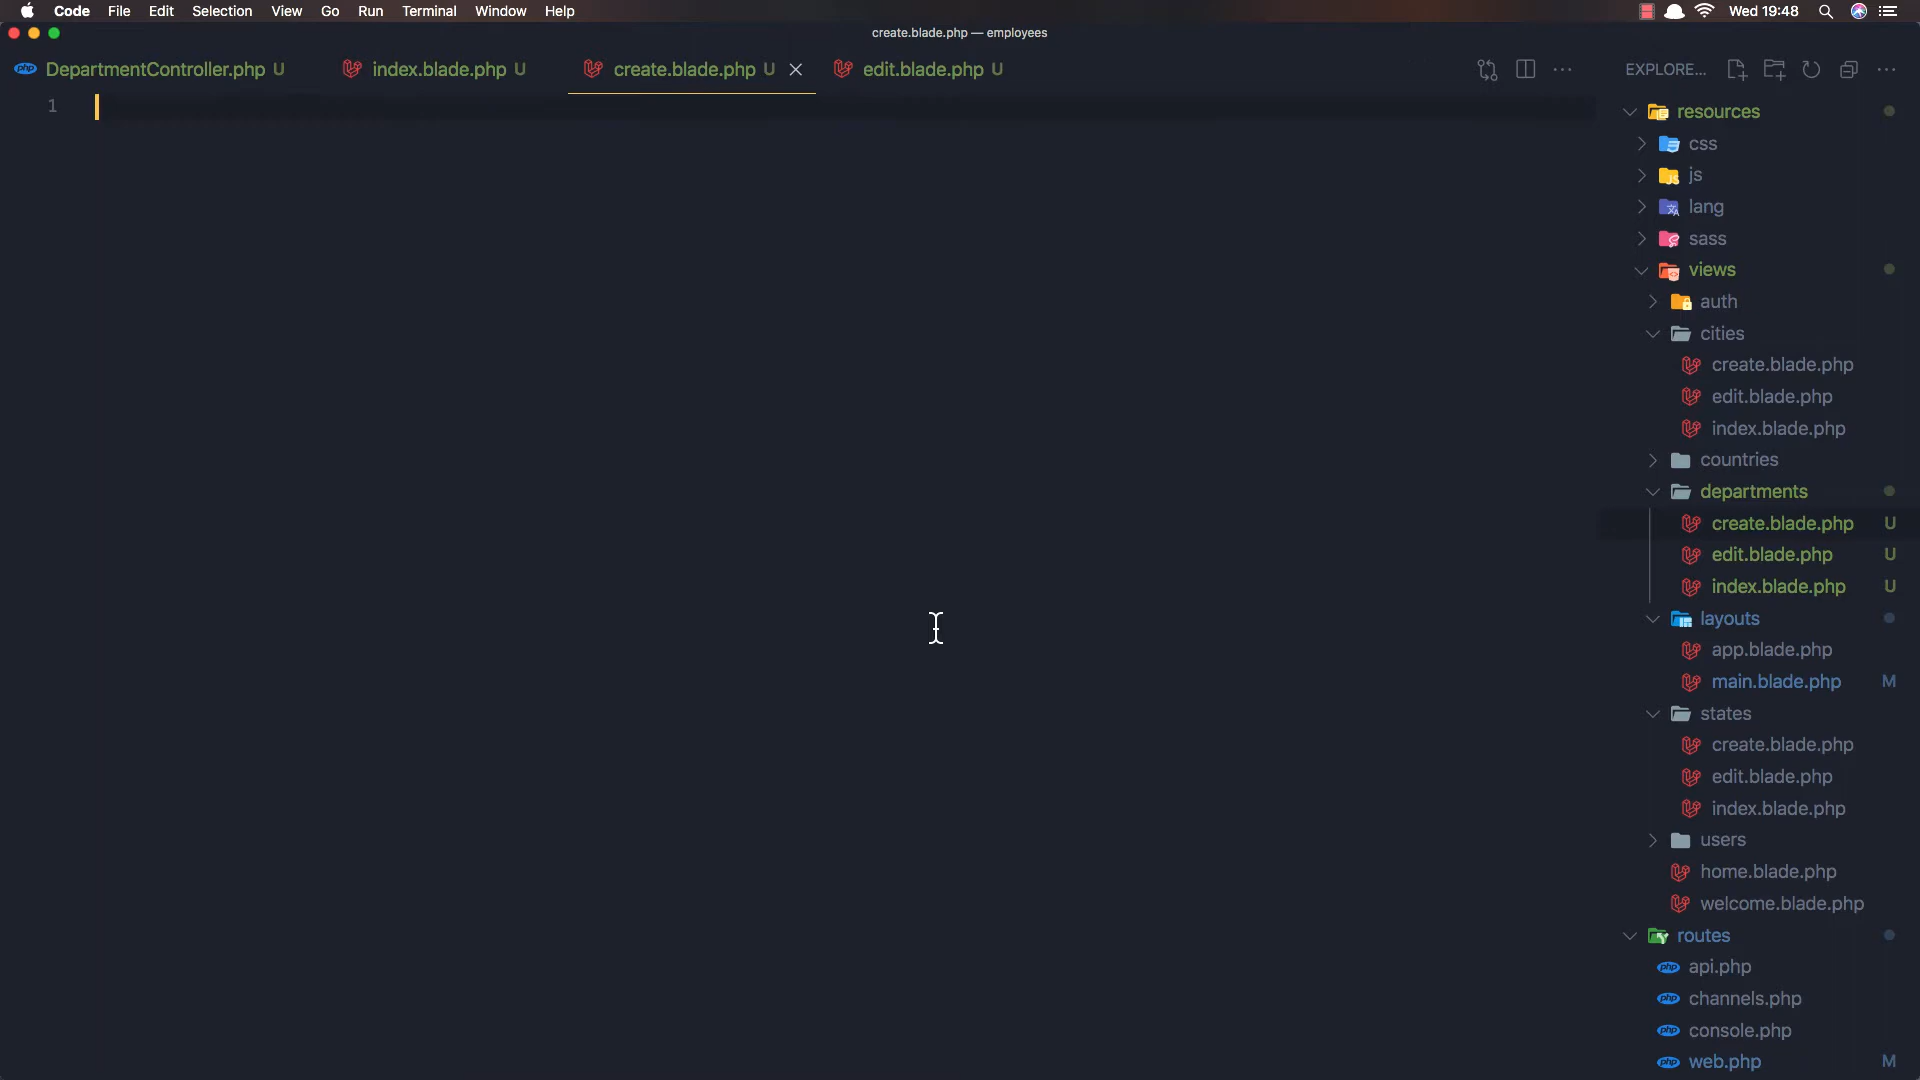 Code File Edit Selection View Go Run Terminal Window Help Wed 19:48
create.blade.php — employees
DepartmentController.php U index.blade.php U create.blade.php U edit.blade.php U EXPLORE...
1
resources
css
js
lang
sass
views
auth
cities
create.blade.php
edit.blade.php
index.blade.php
countries
departments
create.blade.php U
edit.blade.php U
index.blade.php U
layouts
app.blade.php
main.blade.php M
states
create.blade.php
edit.blade.php
index.blade.php
users
home.blade.php
welcome.blade.php
routes
php api.php
php channels.php
php console.php
php web.php M